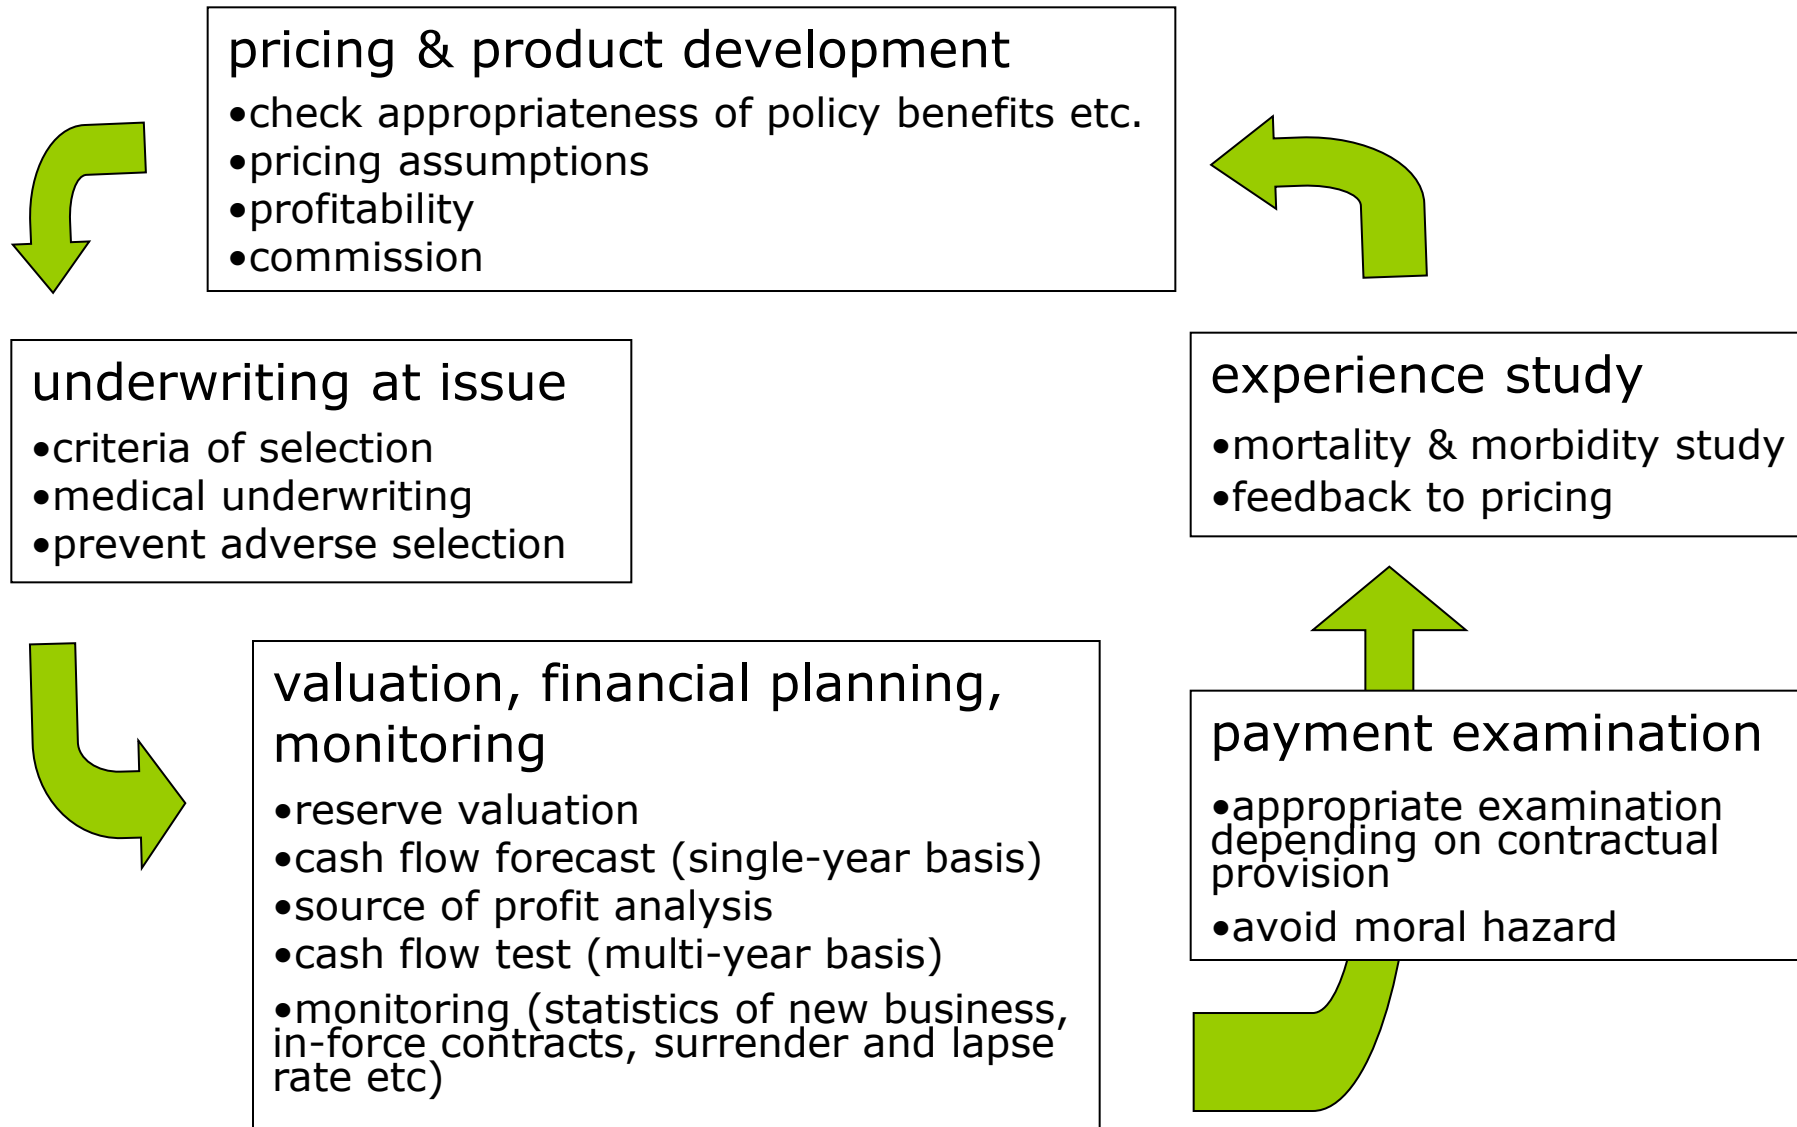 pricing & product development
•check appropriateness of policy benefits etc.
•pricing assumptions
•profitability
•commission
underwriting at issue
•criteria of selection
•medical underwriting
•prevent adverse selection
valuation, financial planning,
monitoring
•reserve valuation
•cash flow forecast (single-year basis)
•source of profit analysis
•cash flow test (multi-year basis)
•monitoring (statistics of new business,
in-force contracts, surrender and lapse
rate etc)
payment examination
•appropriate examination
depending on contractual
provision
•avoid moral hazard
experience study
•mortality & morbidity study
•feedback to pricing